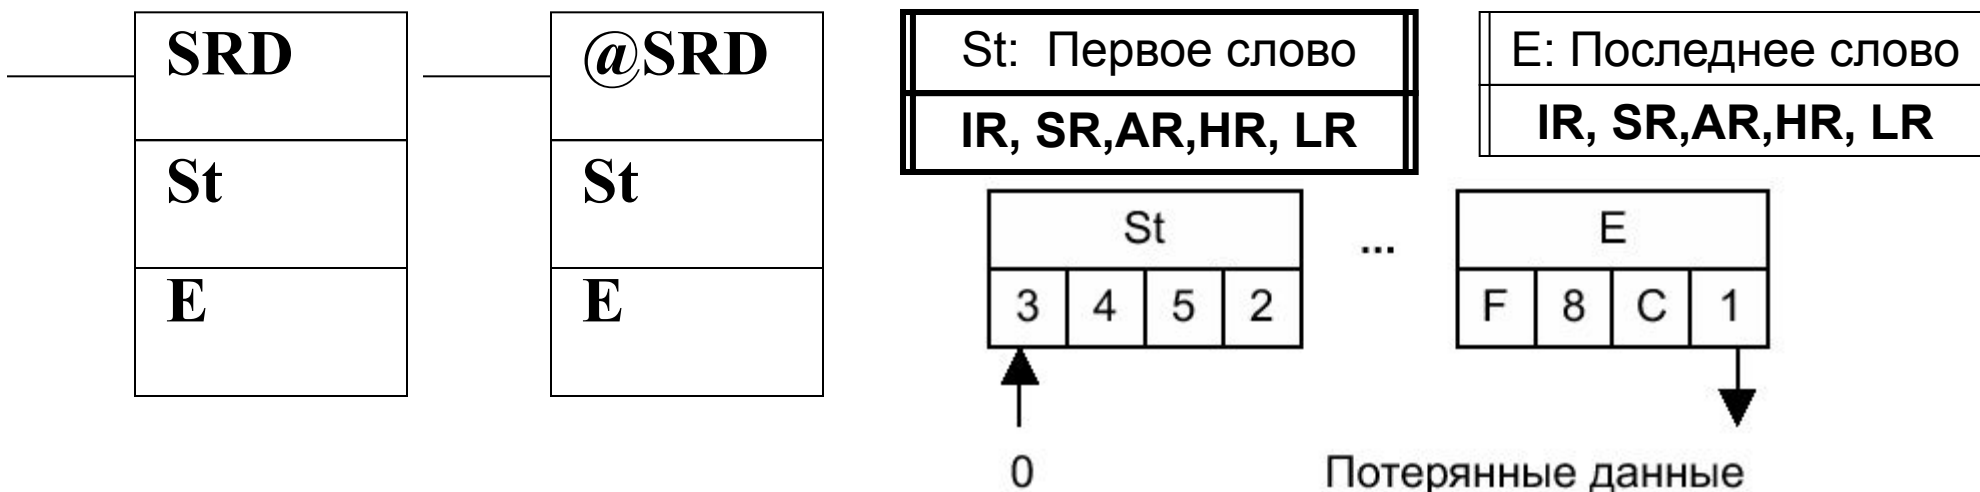 SRD
St
E
@SRD
St
E
St: Первое слово
IR, SR,AR,HR, LR
E: Последнее слово
IR, SR,AR,HR, LR
St ... E
3 4 5 2 F 8 C 1
0 Потерянные данные